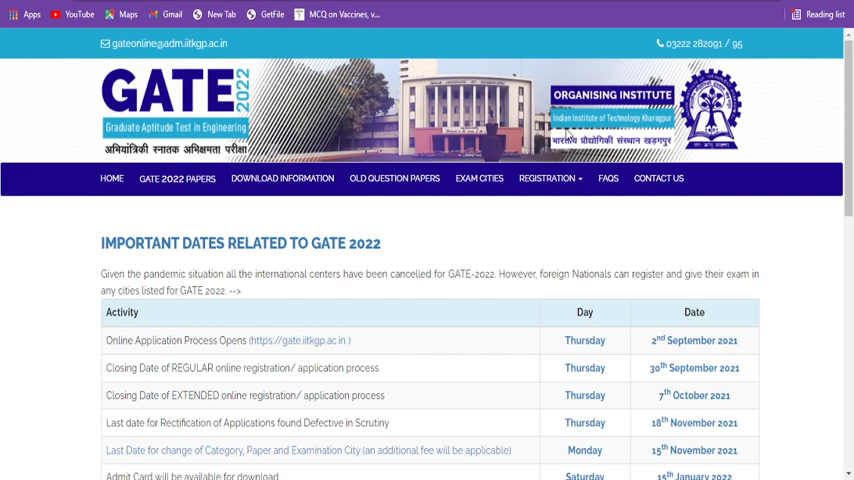 Apps YouTube Maps Gmail New Tab GetFile MCQ on Vaccines, v... Reading list
gateonline@adm.iitkgp.ac.in 03222 282091 / 95
GATE 2022
Graduate Aptitude Test in Engineering
अभियांत्रिकी स्नातक अभिक्षमता परीक्षा
ORGANISING INSTITUTE
Indian Institute of Technology Kharagpur
भारतीय प्रौद्योगिकी संस्थान खड़गपुर
HOME GATE 2022 PAPERS DOWNLOAD INFORMATION OLD QUESTION PAPERS EXAM CITIES REGISTRATION FAQS CONTACT US
IMPORTANT DATES RELATED TO GATE 2022
Given the pandemic situation all the international centers have been cancelled for GATE-2022. However, foreign Nationals can register and give their exam in
any cities listed for GATE 2022. -->
Activity Day Date
Online Application Process Opens (https://gate.iitkgp.ac.in ) Thursday 2nd September 2021
Closing Date of REGULAR online registration/ application process Thursday 30th September 2021
Closing Date of EXTENDED online registration/ application process Thursday 7th October 2021
Last date for Rectification of Applications found Defective in Scrutiny Thursday 18th November 2021
Last Date for change of Category, Paper and Examination City (an additional fee will be applicable) Monday 15th November 2021
Admit Card will be available for download Saturday 15th January 2022